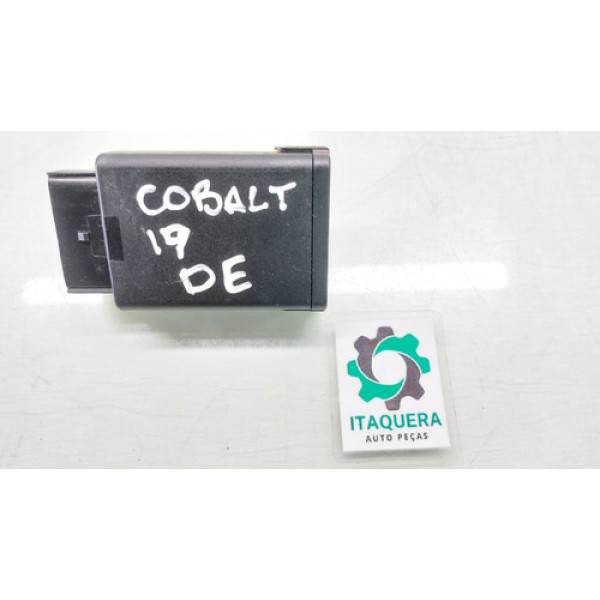 COBALT
19
DE
ITAQUERA
AUTO PEÇAS